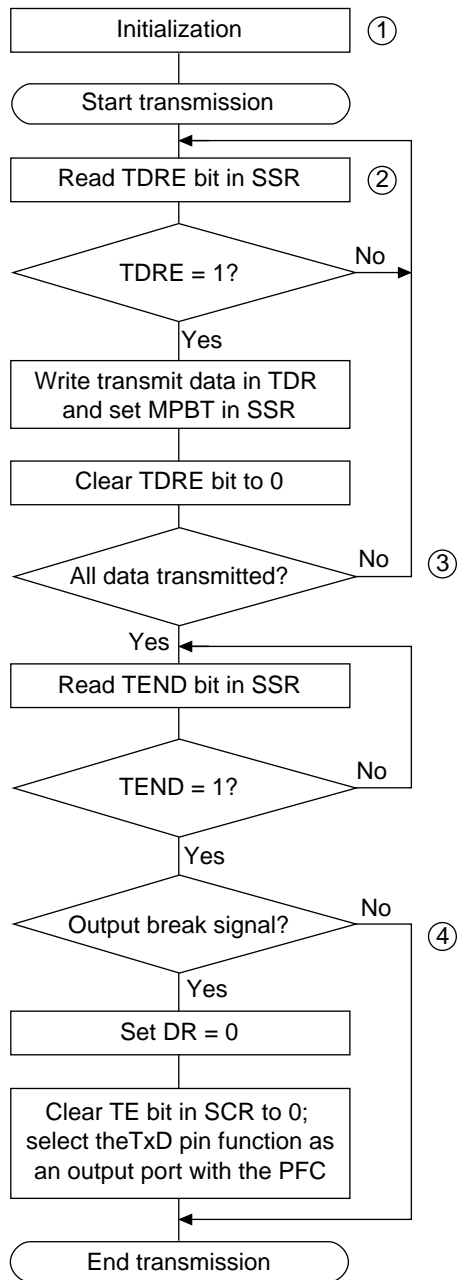 Initialization
1
Start transmission
Read TDRE bit in SSR
2
TDRE = 1?
No
Yes
Write transmit data in TDR
and set MPBT in SSR
Clear TDRE bit to 0
All data transmitted?
No
3
Yes
Read TEND bit in SSR
TEND = 1?
No
Yes
Output break signal?
No
4
Yes
Set DR = 0
Clear TE bit in SCR to 0;
select theTxD pin function as
an output port with the PFC
End transmission